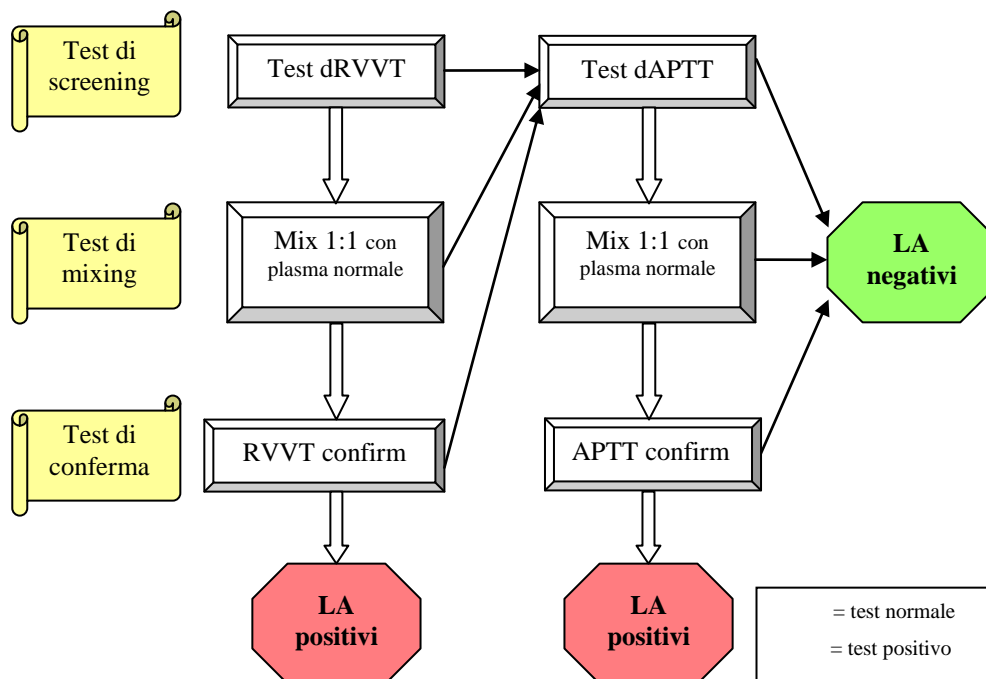 Test di
screening
Test dRVVT
Test dAPTT
Test di
mixing
Mix 1:1 con
plasma normale
Mix 1:1 con
plasma normale
LA
negativi
Test di
conferma
RVVT confirm
APTT confirm
LA
positivi
LA
positivi
= test normale
= test positivo